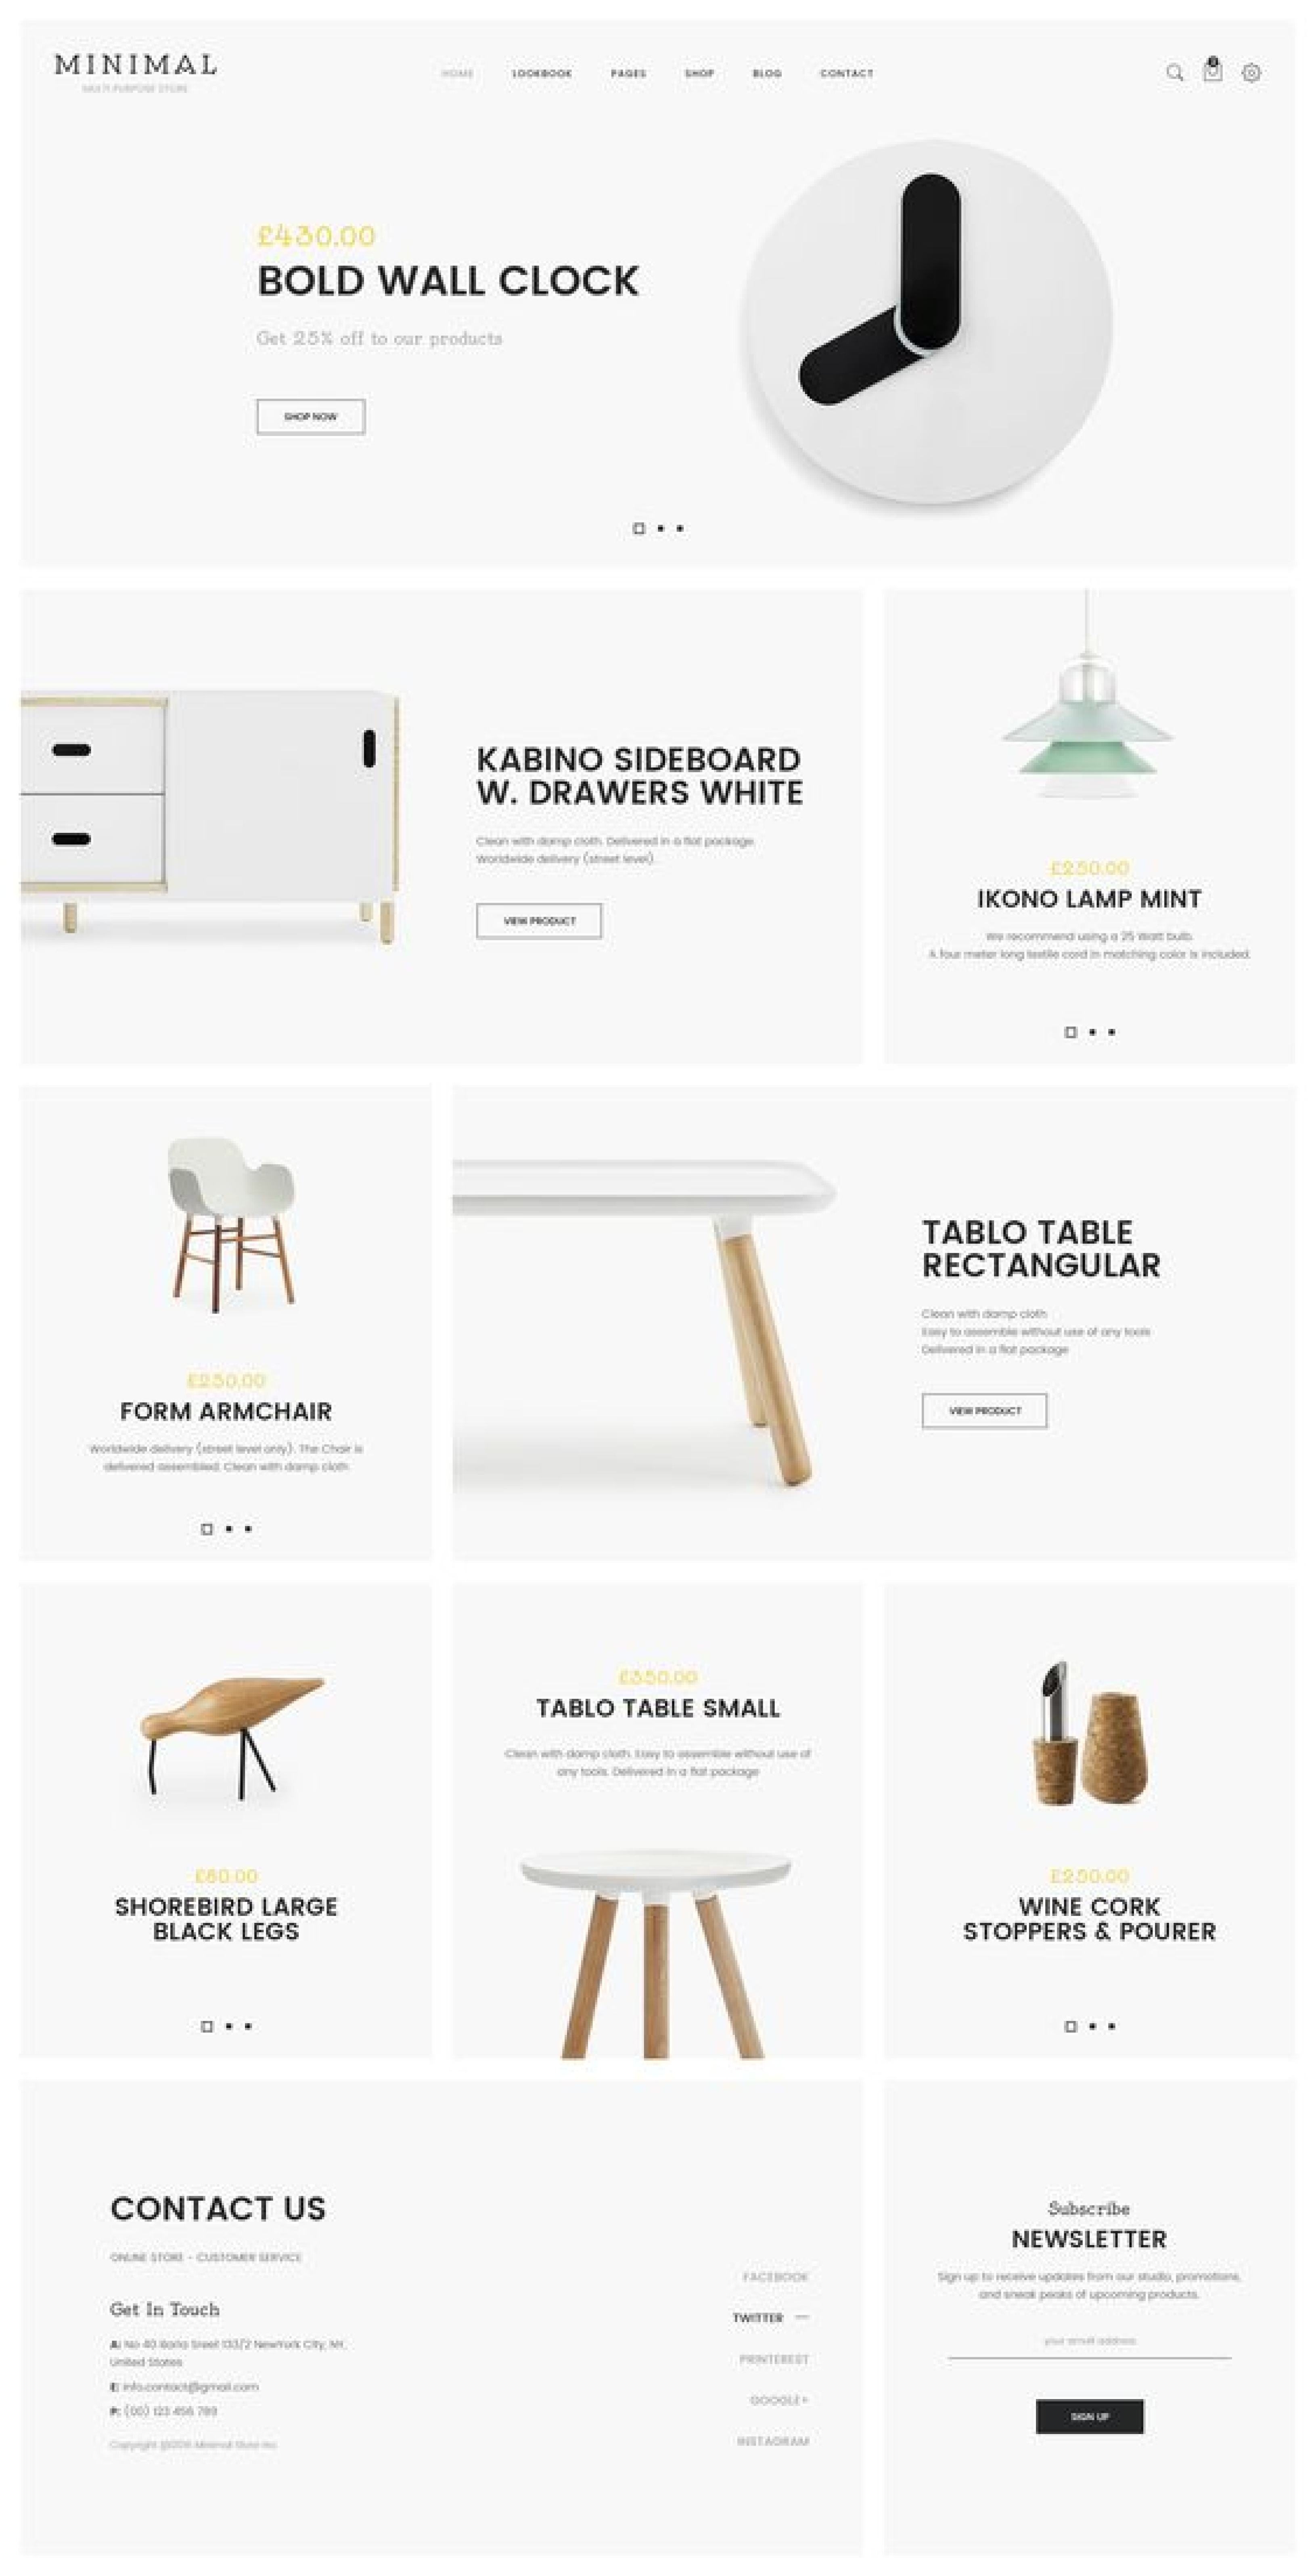 MINIMAL
MULTI PURPOSE STORE
HOME
LOOKBOOK
PAGES
SHOP
BLOG
CONTACT
£430.00
BOLD WALL CLOCK
Get 25% off to our products
SHOP NOW
KABINO SIDEBOARD
W. DRAWERS WHITE
Clean with damp cloth. Delivered in a flat package.
Worldwide delivery (street level).
VIEW PRODUCT
£250.00
IKONO LAMP MINT
We recommend using a 25 Watt bulb.
A four meter long textile cord in matching color is included.
£250.00
FORM ARMCHAIR
Worldwide delivery (street level only). The Chair is
delivered assembled. Clean with damp cloth
TABLO TABLE
RECTANGULAR
Clean with damp cloth
Easy to assemble without use of any tools
Delivered in a flat package
VIEW PRODUCT
£60.00
SHOREBIRD LARGE
BLACK LEGS
£350.00
TABLO TABLE SMALL
Clean with damp cloth. Easy to assemble without use of
any tools. Delivered in a flat package
£250.00
WINE CORK
STOPPERS & POURER
CONTACT US
ONLINE STORE - CUSTOMER SERVICE
Get In Touch
A: No 40 Baria Sreet 133/2 NewYork City, NY,
United States
E: info.contact@gmail.com
P: (00) 123 456 789
Copyright Minimal Store Inc.
FACEBOOK
TWITTER —
PRINTEREST
GOOGLE+
INSTAGRAM
Subscribe
NEWSLETTER
Sign up to receive updates from our studio, promotions,
and sneak peaks of upcoming products.
your email address
SIGN UP